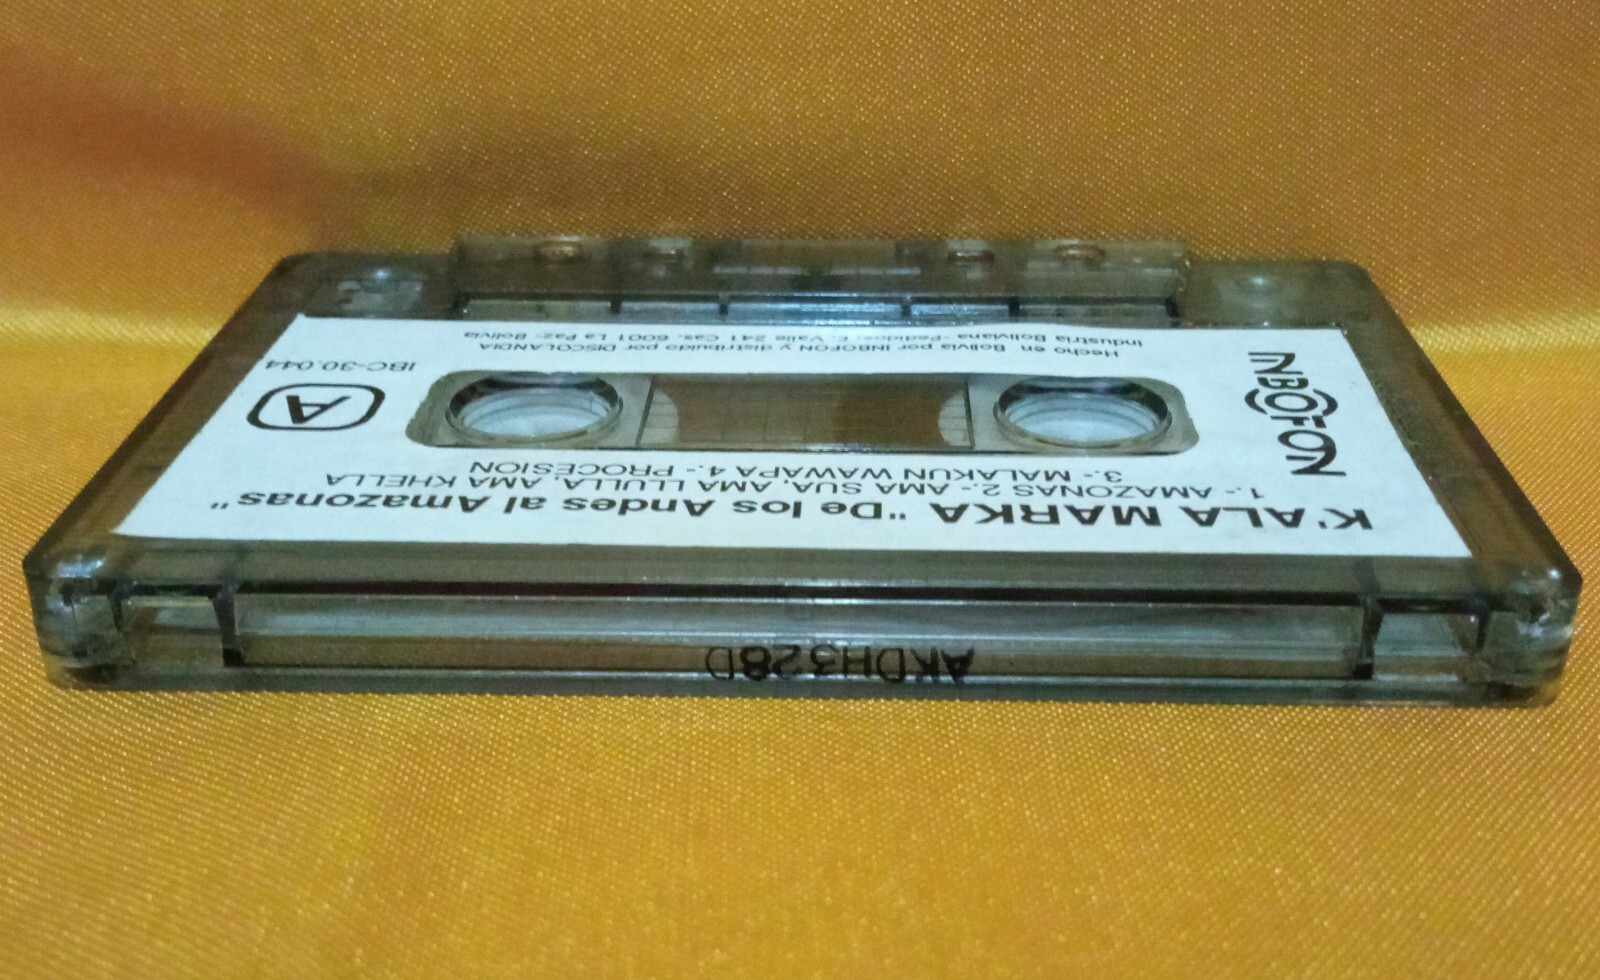 K'ALA MARKA "De los Andes al Amazonas"
1.- AMAZONAS 2.- AMA SUA, AMA LLULLA, AMA KHELLA
3.- MALAKUN WAWAPA 4.- PROCESION
INBOFON
A
IBC-30.044
Hecho en Bolivia por INBOFON y distribuido por DISCOLANDIA
Industria Boliviana -Pedidos: E. Valle 241 Cas. 6001 La Paz- Bolivia
AKDH328D